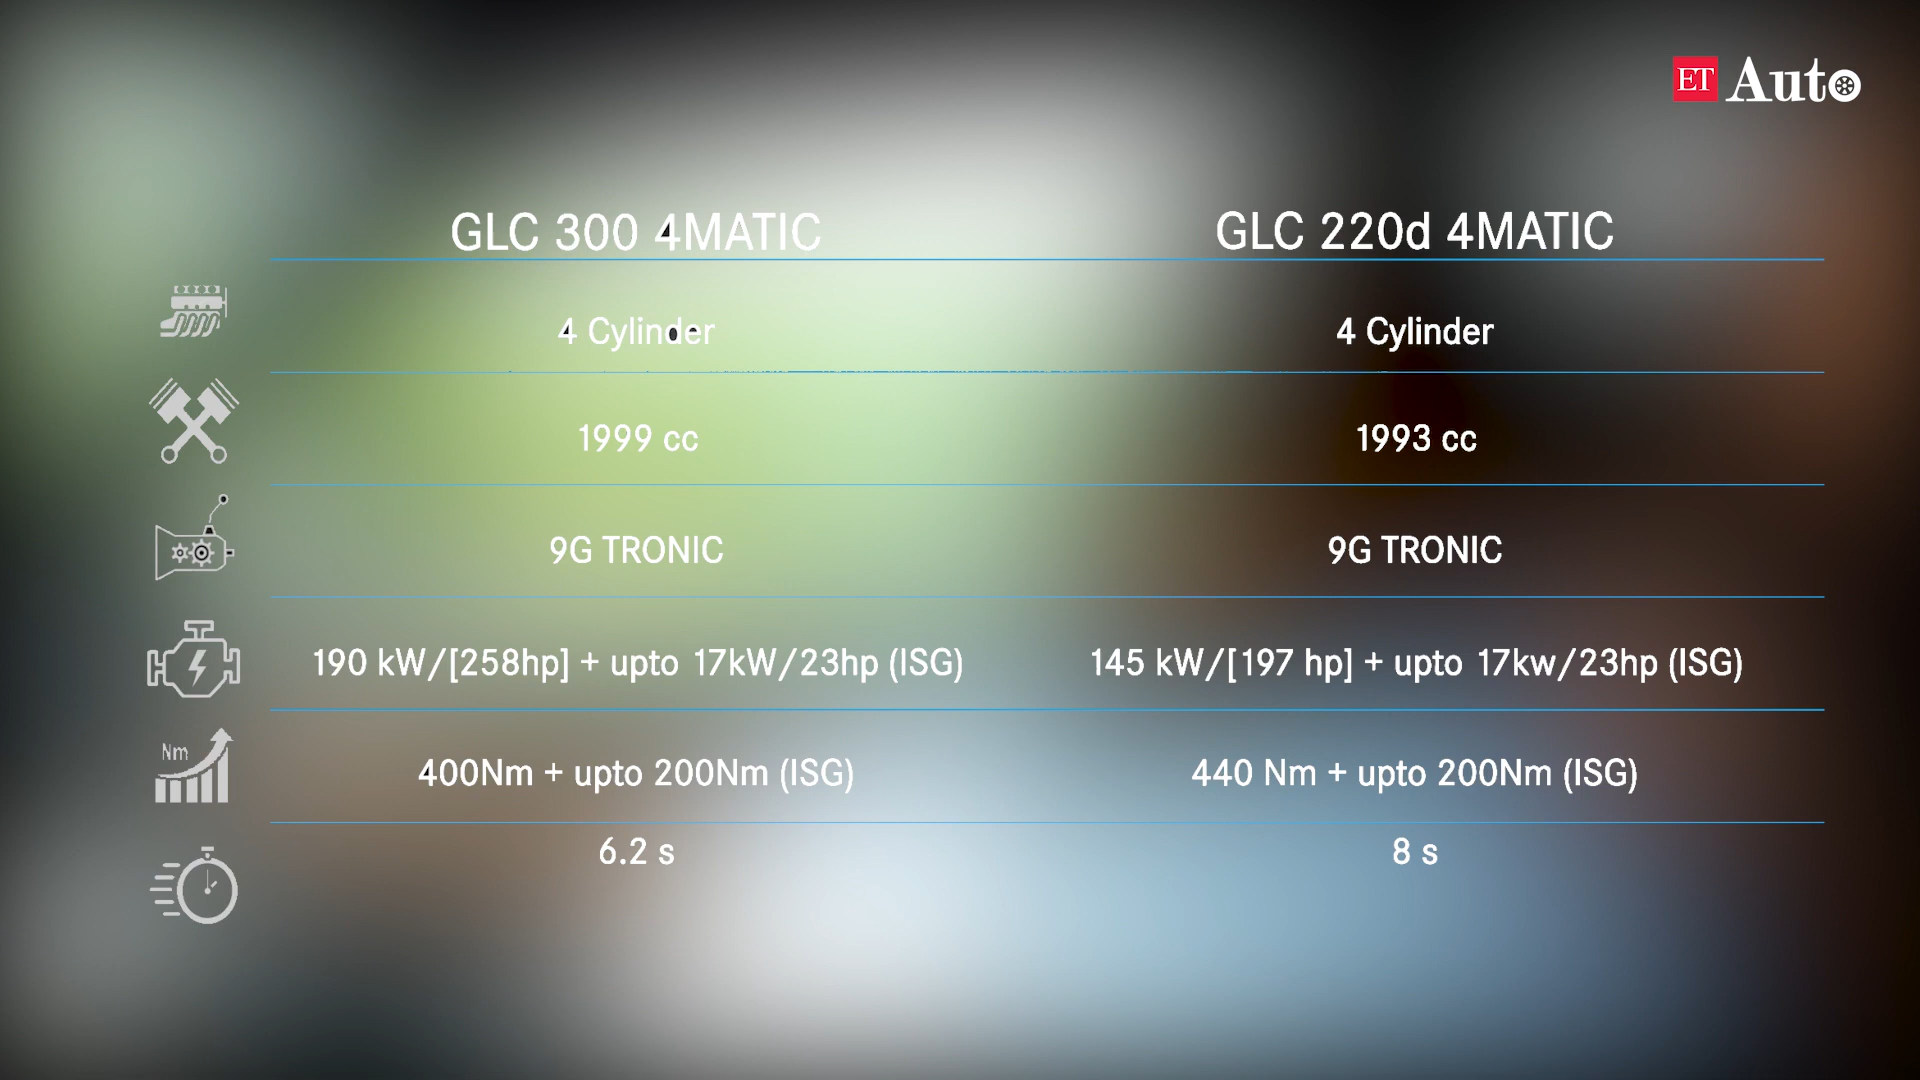 ET Auto
GLC 300 4MATIC GLC 220d 4MATIC
4 Cylinder 4 Cylinder
1999 cc 1993 cc
9G TRONIC 9G TRONIC
190 kW/[258hp] + upto 17kW/23hp (ISG) 145 kW/[197 hp] + upto 17kw/23hp (ISG)
Nm 400Nm + upto 200Nm (ISG) 440 Nm + upto 200Nm (ISG)
6.2 s 8 s